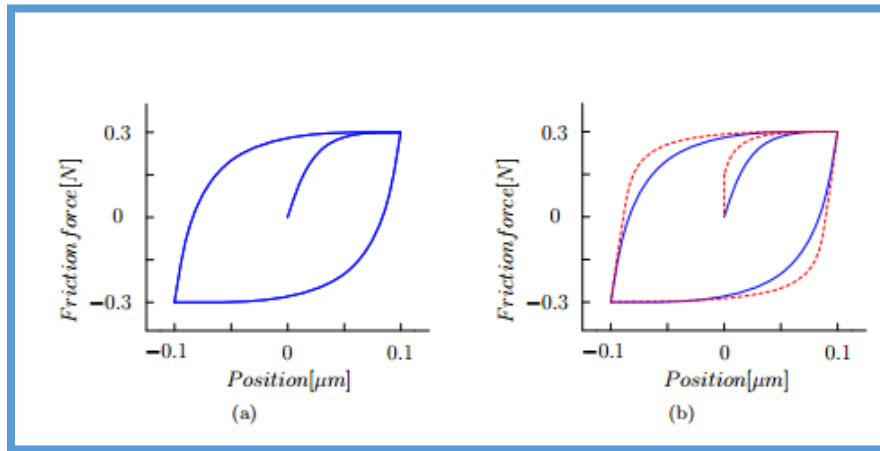 0.3
0
−0.3
Friction force[N]
−0.1
0
0.1
Position[μm]
(a)
0.3
0
−0.3
Friction force[N]
−0.1
0
0.1
Position[μm]
(b)